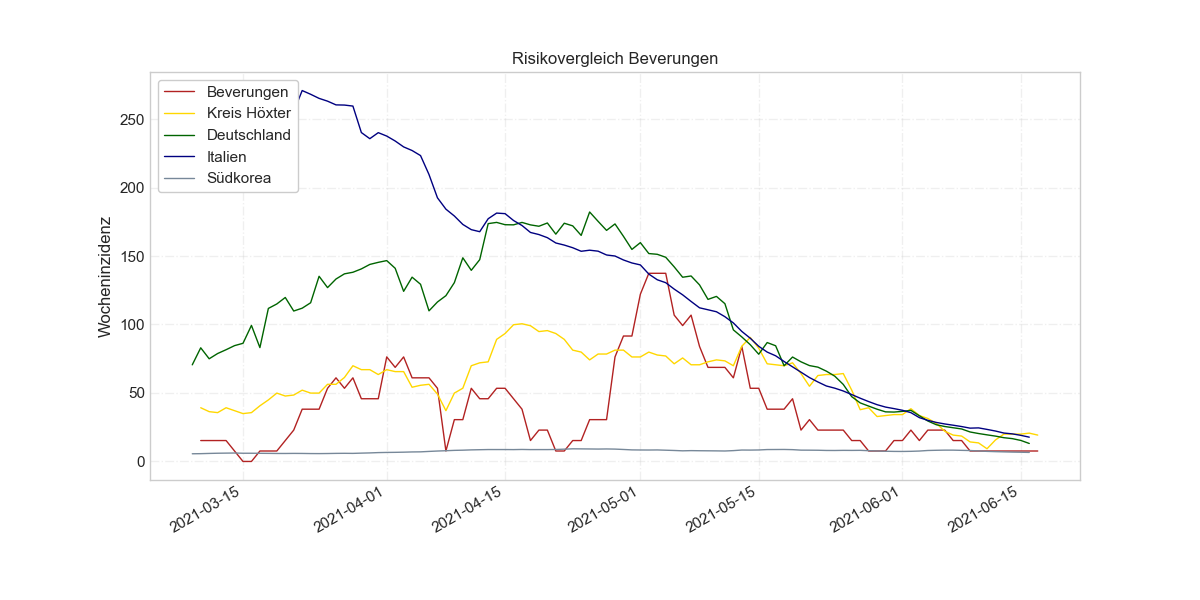 Risikovergleich Beverungen
Beverungen
Kreis Höxter
Deutschland
Italien
Südkorea
Wocheninzidenz
250
200
150
100
50
0
2021-03-15
2021-04-01
2021-04-15
2021-05-01
2021-05-15
2021-06-01
2021-06-15